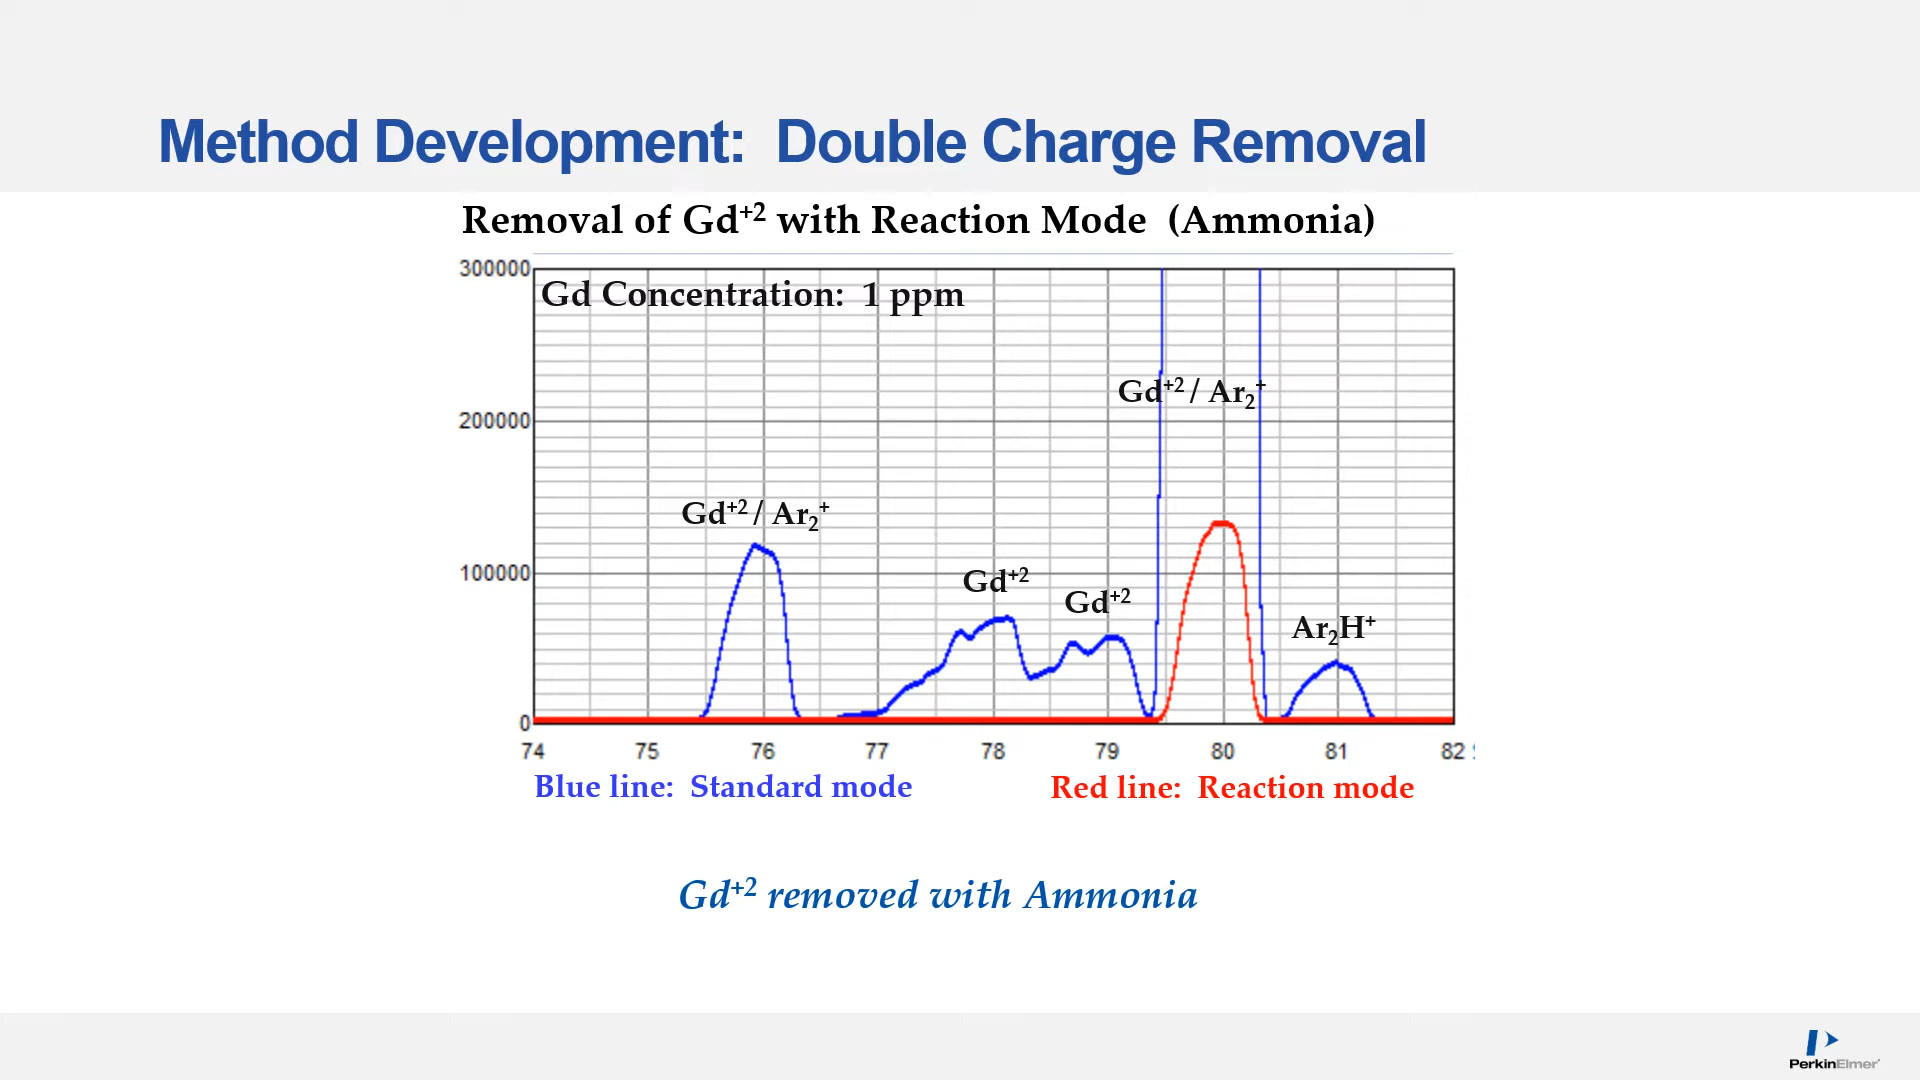 Method Development: Double Charge Removal
Removal of Gd⁺² with Reaction Mode (Ammonia)
300000
Gd Concentration: 1 ppm
Gd⁺² / Ar₂⁺
200000
Gd⁺² / Ar₂⁺
100000
Gd⁺²
Gd⁺²
Ar₂H⁺
0
74 75 76 77 78 79 80 81 82
Blue line: Standard mode
Red line: Reaction mode
Gd⁺² removed with Ammonia
PerkinElmer